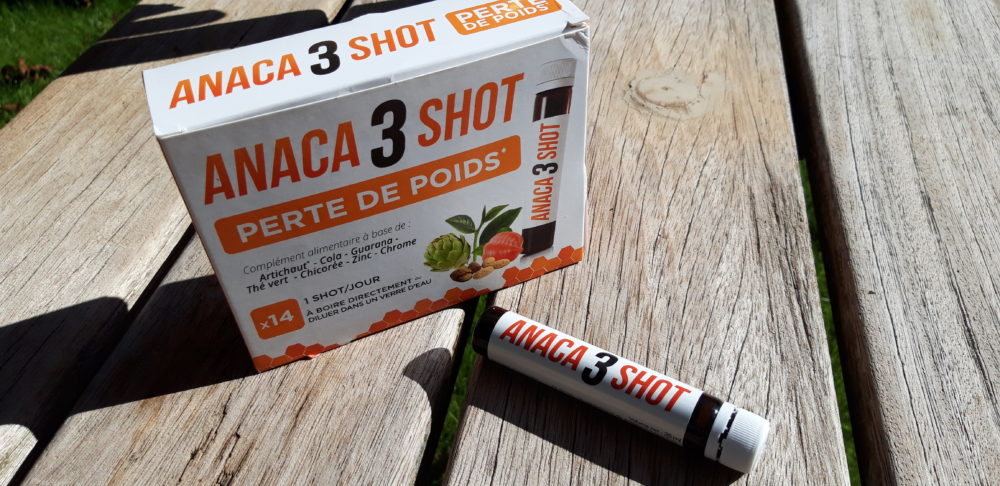 ANACA 3 SHOT
PERTE
DE POIDS
ANACA 3 SHOT
PERTE DE POIDS*
Complément alimentaire à base de :
Artichaut* - Cola - Guarana -
Thé vert - Chicorée - Zinc - Chrome
x14
1 SHOT/JOUR
À BOIRE DIRECTEMENT ~
DILUER DANS UN VERRE D'EAU
ANACA 3 SHOT
ANACA 3 SHOT